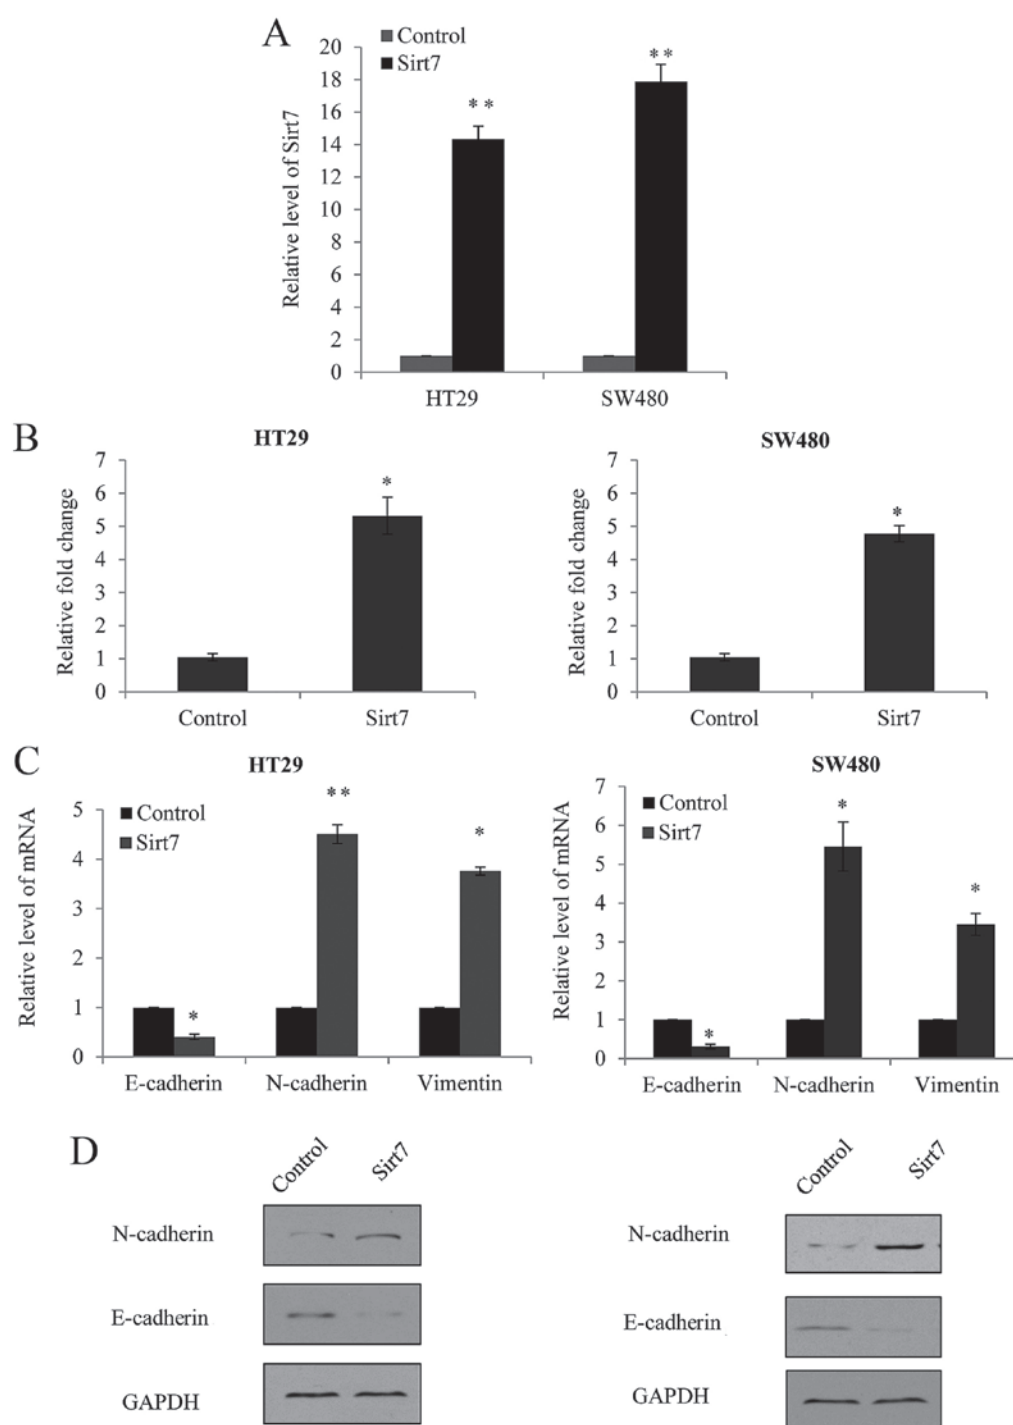 A
Control
Sirt7
Relative level of Sirt7
20
18
16
14
12
10
8
6
4
2
0
**
**
HT29
SW480
B
HT29
Relative fold change
7
6
5
4
3
2
1
0
*
Control
Sirt7
SW480
Relative fold change
7
6
5
4
3
2
1
0
*
Control
Sirt7
C
HT29
Control
Sirt7
Relative level of mRNA
5
4
3
2
1
0
*
**
*
E-cadherin
N-cadherin
Vimentin
SW480
Control
Sirt7
Relative level of mRNA
7
6
5
4
3
2
1
0
*
*
*
E-cadherin
N-cadherin
Vimentin
D
Control
Sirt7
N-cadherin
E-cadherin
GAPDH
Control
Sirt7
N-cadherin
E-cadherin
GAPDH